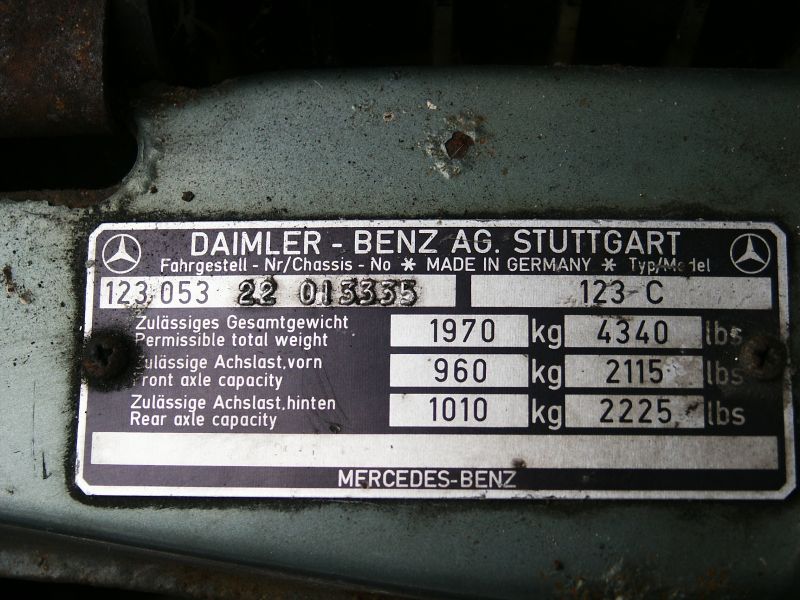 DAIMLER - BENZ AG. STUTTGART
Fahrgestell - Nr/Chassis - No * MADE IN GERMANY * Typ/Model
123.053 22 013335 123 C
Zulässiges Gesamtgewicht
Permissible total weight 1970 kg 4340 lbs
Zulässige Achslast,vorn
Front axle capacity 960 kg 2115 lbs
Zulässige Achslast,hinten
Rear axle capacity 1010 kg 2225 lbs
MERCEDES-BENZ